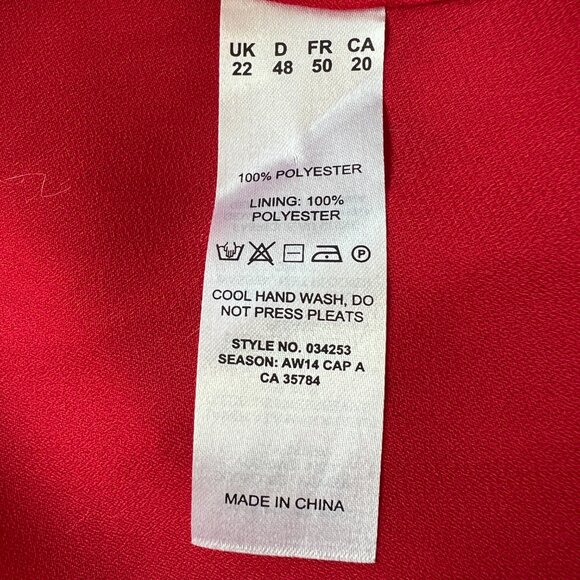 UK D FR CA
22 48 50 20
100% POLYESTER
LINING: 100%
POLYESTER
P
COOL HAND WASH, DO
NOT PRESS PLEATS
STYLE NO. 034253
SEASON: AW14 CAP A
CA 35784
MADE IN CHINA